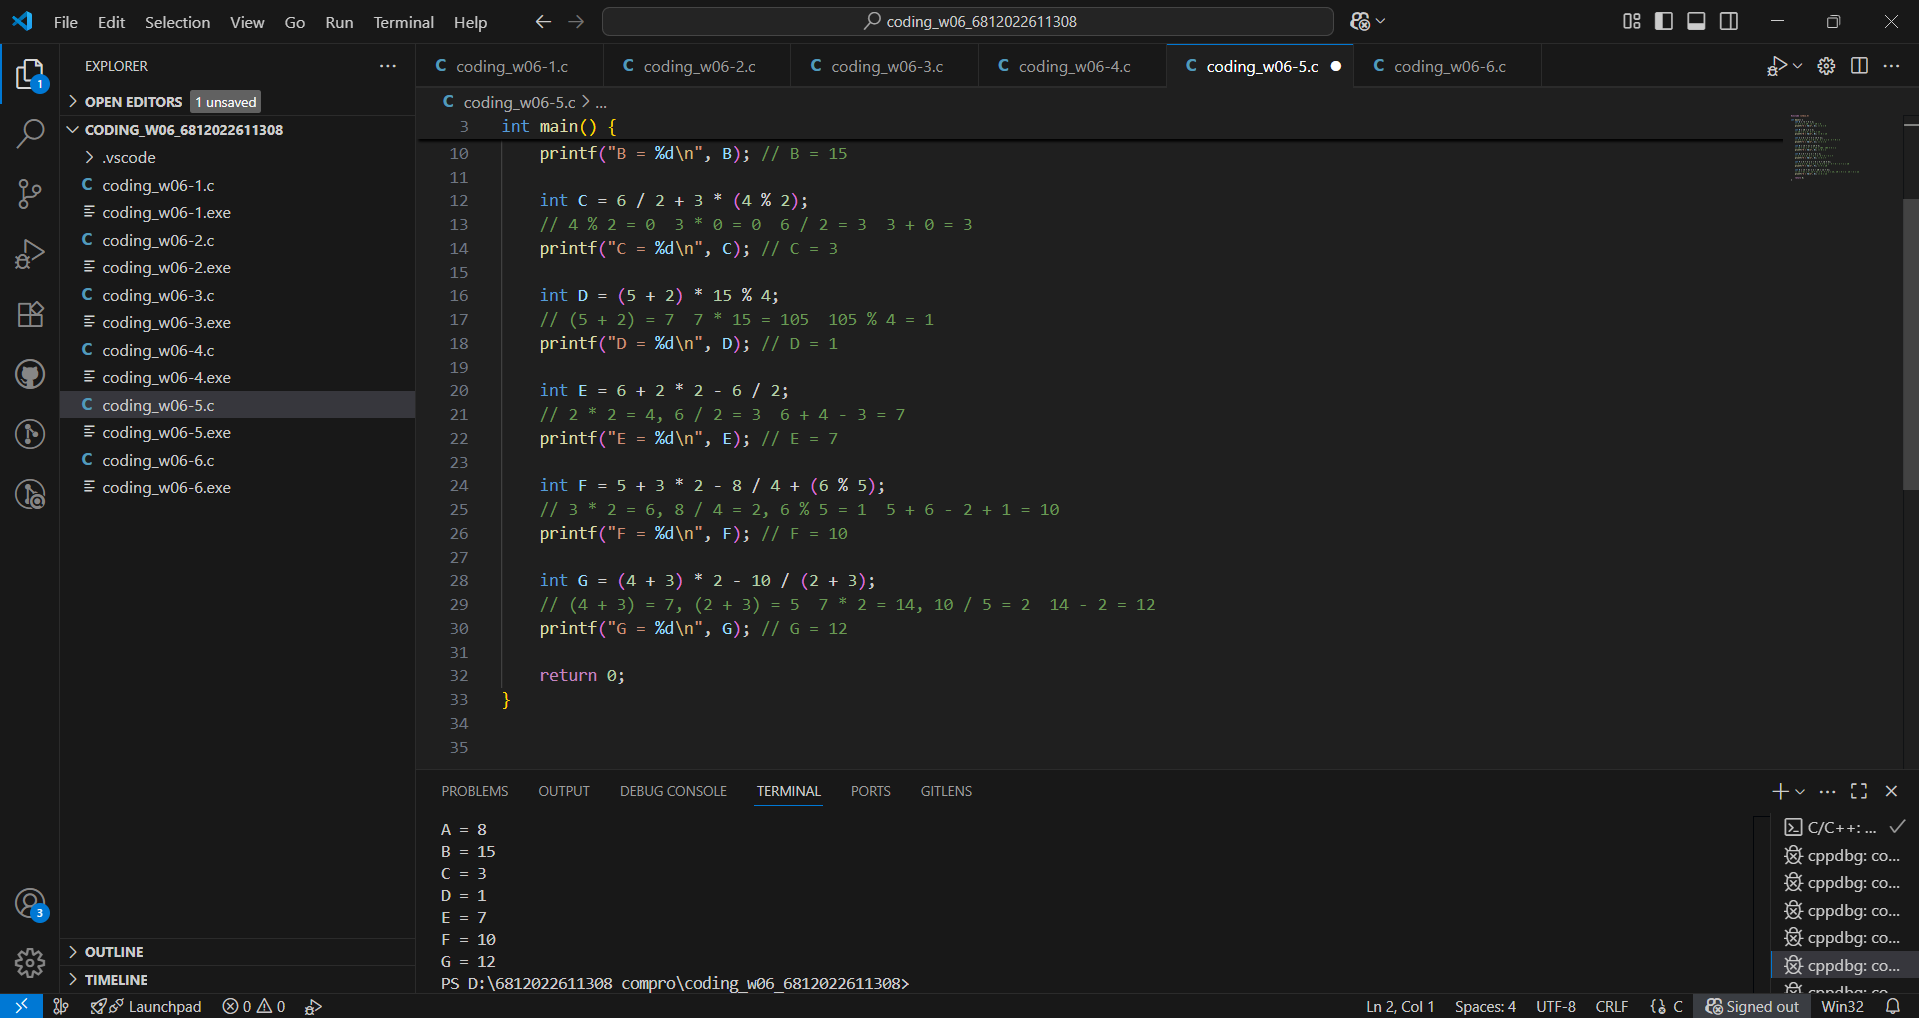 File Edit Selection View Go Run Terminal Help
coding_w06_6812022611308
EXPLORER
OPEN EDITORS 1 unsaved
CODING_W06_6812022611308
.vscode
C coding_w06-1.c
coding_w06-1.exe
C coding_w06-2.c
coding_w06-2.exe
C coding_w06-3.c
coding_w06-3.exe
C coding_w06-4.c
coding_w06-4.exe
C coding_w06-5.c
coding_w06-5.exe
C coding_w06-6.c
coding_w06-6.exe
OUTLINE
TIMELINE
1
3
C coding_w06-1.c C coding_w06-2.c C coding_w06-3.c C coding_w06-4.c C coding_w06-5.c C coding_w06-6.c
C coding_w06-5.c > ...
3 int main() {
10 printf("B = %d\n", B); // B = 15
11
12 int C = 6 / 2 + 3 * (4 % 2);
13 // 4 % 2 = 0  3 * 0 = 0  6 / 2 = 3  3 + 0 = 3
14 printf("C = %d\n", C); // C = 3
15
16 int D = (5 + 2) * 15 % 4;
17 // (5 + 2) = 7  7 * 15 = 105  105 % 4 = 1
18 printf("D = %d\n", D); // D = 1
19
20 int E = 6 + 2 * 2 - 6 / 2;
21 // 2 * 2 = 4, 6 / 2 = 3  6 + 4 - 3 = 7
22 printf("E = %d\n", E); // E = 7
23
24 int F = 5 + 3 * 2 - 8 / 4 + (6 % 5);
25 // 3 * 2 = 6, 8 / 4 = 2, 6 % 5 = 1  5 + 6 - 2 + 1 = 10
26 printf("F = %d\n", F); // F = 10
27
28 int G = (4 + 3) * 2 - 10 / (2 + 3);
29 // (4 + 3) = 7, (2 + 3) = 5  7 * 2 = 14, 10 / 5 = 2  14 - 2 = 12
30 printf("G = %d\n", G); // G = 12
31
32 return 0;
33 }
34
35
PROBLEMS OUTPUT DEBUG CONSOLE TERMINAL PORTS GITLENS
A = 8
B = 15
C = 3
D = 1
E = 7
F = 10
G = 12
PS D:\6812022611308 compro\coding_w06_6812022611308>
C/C++: ...
cppdbg: co...
cppdbg: co...
cppdbg: co...
cppdbg: co...
cppdbg: co...
cppdbg: co...
Launchpad 0 0 Ln 2, Col 1 Spaces: 4 UTF-8 CRLF {} C Signed out Win32